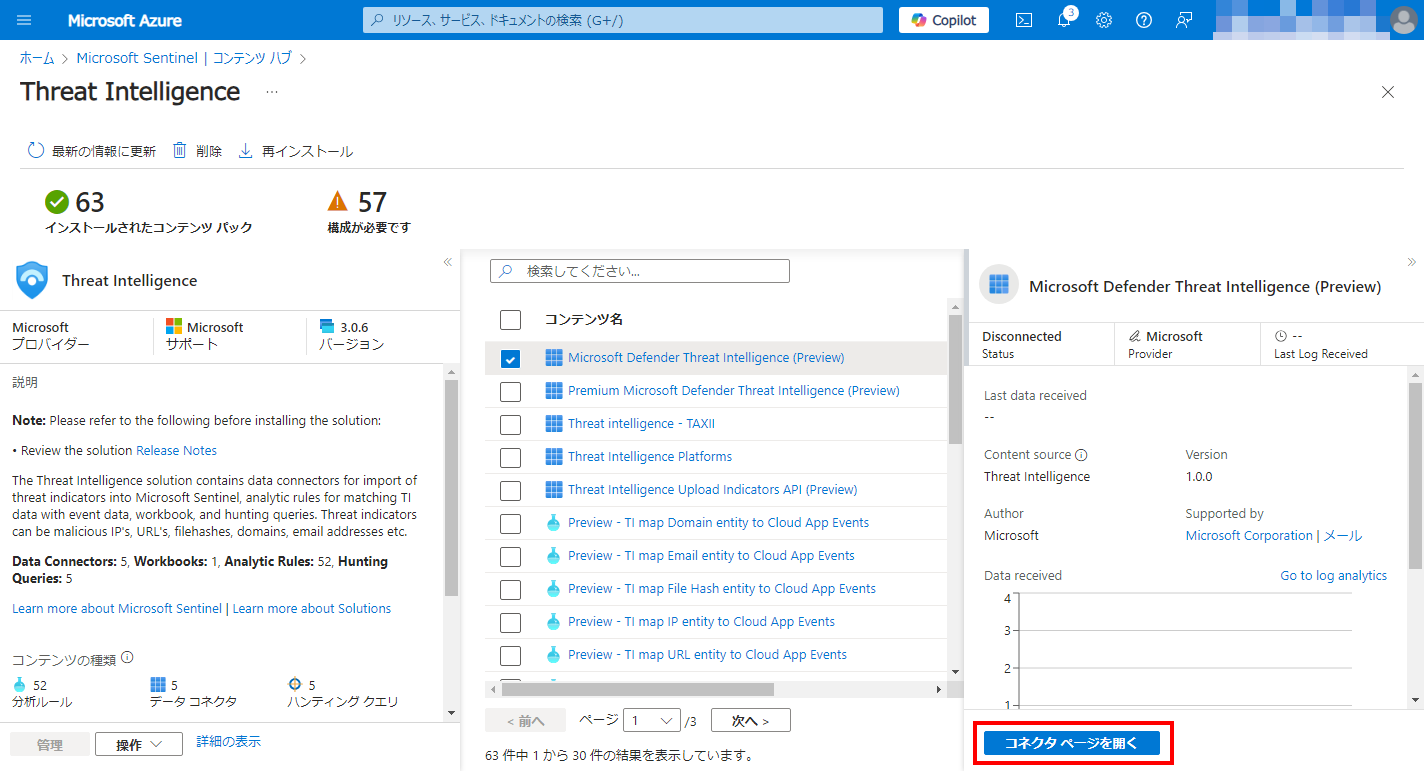 Microsoft Azure
リソース、サービス、ドキュメントの検索 (G+/)
Copilot
3
ホーム > Microsoft Sentinel | コンテンツ ハブ >
Threat Intelligence ...
最新の情報に更新 削除 再インストール
63
インストールされたコンテンツ パック
57
構成が必要です
Threat Intelligence
Microsoft
プロバイダー
Microsoft
サポート
3.0.6
バージョン
説明
Note: Please refer to the following before installing the solution:
• Review the solution Release Notes
The Threat Intelligence solution contains data connectors for import of
threat indicators into Microsoft Sentinel, analytic rules for matching TI
data with event data, workbook, and hunting queries. Threat indicators
can be malicious IP's, URL's, filehashes, domains, email addresses etc.
Data Connectors: 5, Workbooks: 1, Analytic Rules: 52, Hunting
Queries: 5
Learn more about Microsoft Sentinel | Learn more about Solutions
コンテンツの種類
52
分析ルール
5
データ コネクタ
5
ハンティング クエリ
管理
操作
詳細の表示
検索してください...
コンテンツ名
Microsoft Defender Threat Intelligence (Preview)
Premium Microsoft Defender Threat Intelligence (Preview)
Threat intelligence - TAXII
Threat Intelligence Platforms
Threat Intelligence Upload Indicators API (Preview)
Preview - TI map Domain entity to Cloud App Events
Preview - TI map Email entity to Cloud App Events
Preview - TI map File Hash entity to Cloud App Events
Preview - TI map IP entity to Cloud App Events
Preview - TI map URL entity to Cloud App Events
< 前へ ページ 1 /3 次へ >
63 件中 1 から 30 件の結果を表示しています。
Microsoft Defender Threat Intelligence (Preview)
Disconnected
Status
Microsoft
Provider
--
Last Log Received
Last data received
--
Content source
Threat Intelligence
Version
1.0.0
Author
Microsoft
Supported by
Microsoft Corporation | メール
Data received
Go to log analytics
4
3
2
1
コネクタ ページを開く